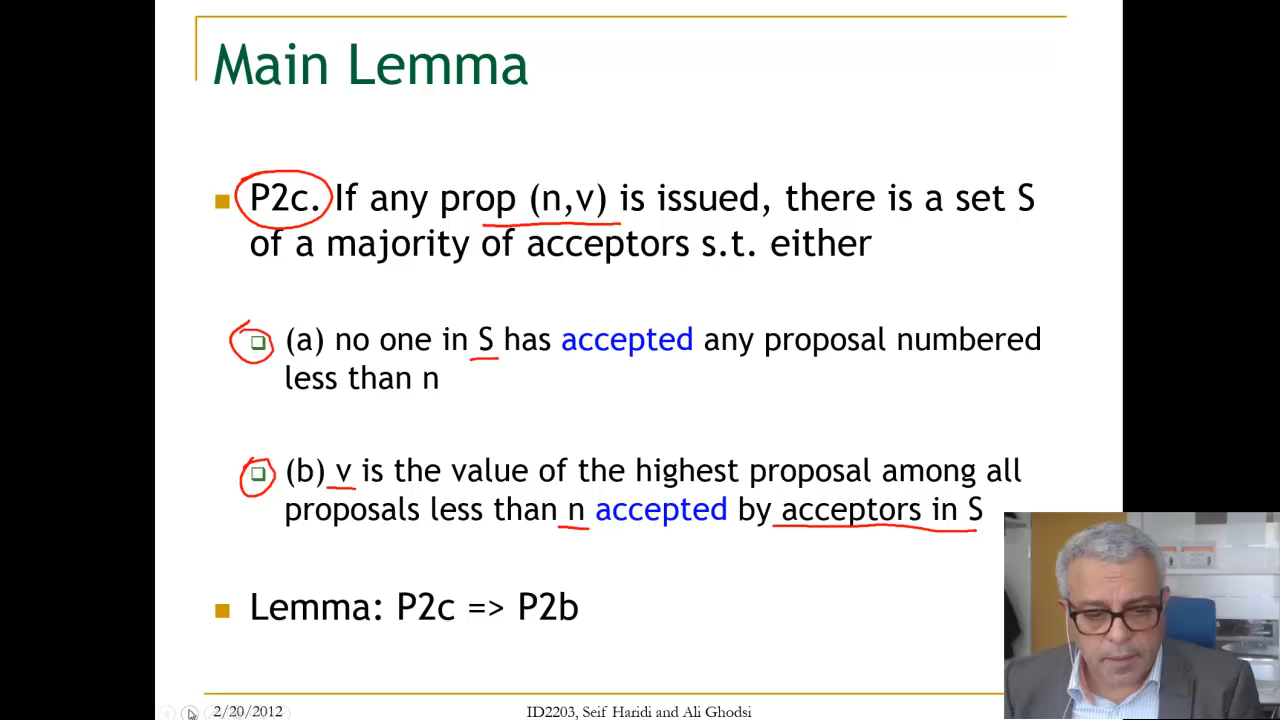 Main Lemma
P2c. If any prop (n,v) is issued, there is a set S
of a majority of acceptors s.t. either
(a) no one in S has accepted any proposal numbered
less than n
(b) v is the value of the highest proposal among all
proposals less than n accepted by acceptors in S
Lemma: P2c => P2b
2/20/2012
ID2203, Seif Haridi and Ali Ghodsi